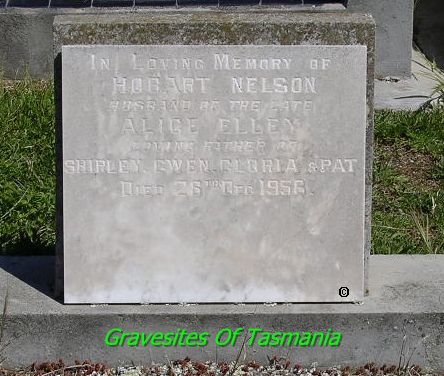 In Loving Memory of
HOBART NELSON
HUSBAND OF THE LATE
ALICE ELLEY
LOVING FATHER OF
SHIRLEY, GWEN, GLORIA & PAT
DIED 26TH DEC. 1956.
©
Gravesites Of Tasmania